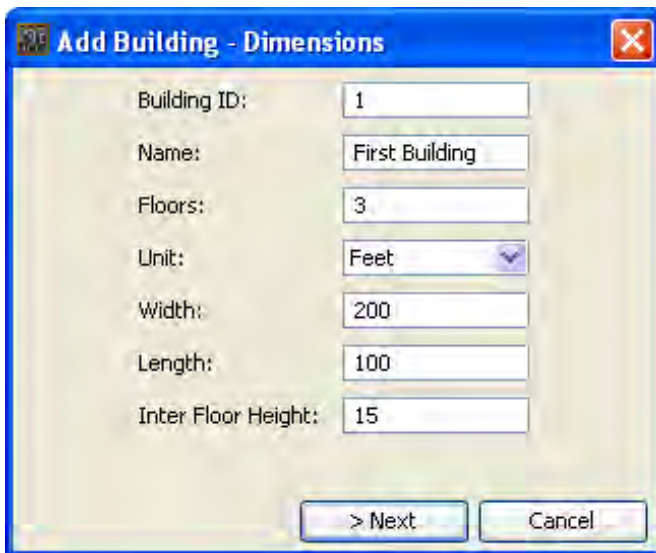 Add Building - Dimensions
Building ID: 1
Name: First Building
Floors: 3
Unit: Feet
Width: 200
Length: 100
Inter Floor Height: 15
> Next Cancel